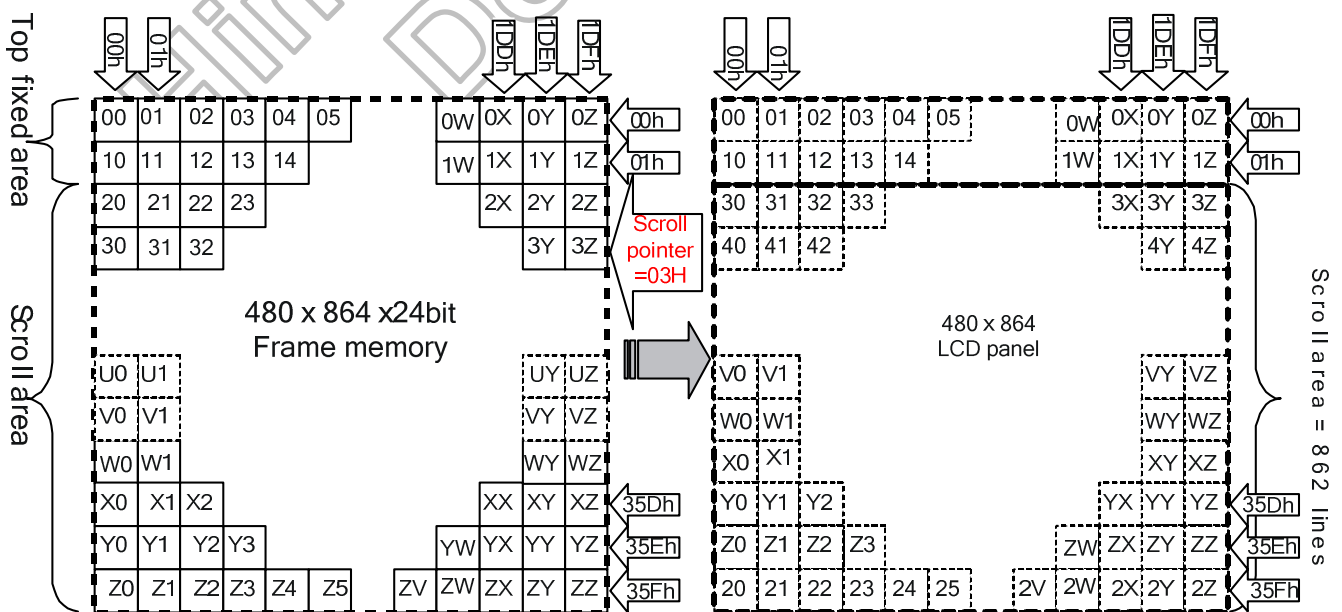 00h 01h 1DDh 1DEh 1DFh 00h 01h 1DDh 1DEh 1DFh
Top fixed area
00 01 02 03 04 05 0W 0X 0Y 0Z 00h 00 01 02 03 04 05 0W 0X 0Y 0Z 00h
10 11 12 13 14 1W 1X 1Y 1Z 01h 10 11 12 13 14 1W 1X 1Y 1Z 01h
20 21 22 23 2X 2Y 2Z 30 31 32 33 3X 3Y 3Z
30 31 32 3Y 3Z 40 41 42 4Y 4Z
Scroll
pointer
=03H
480 x 864 x24bit
Frame memory
480 x 864
LCD panel
Scroll area
Scroll area = 862 lines
U0 U1 UY UZ V0 V1 VY VZ
V0 V1 VY VZ W0 W1 WY WZ
W0 W1 WY WZ X0 X1 XY XZ
X0 X1 X2 XX XY XZ 35Dh Y0 Y1 Y2 YX YY YZ 35Dh
Y0 Y1 Y2 Y3 YW YX YY YZ 35Eh Z0 Z1 Z2 Z3 ZW ZX ZY ZZ 35Eh
Z0 Z1 Z2 Z3 Z4 Z5 ZV ZW ZX ZY ZZ 35Fh 20 21 22 23 24 25 2V 2W 2X 2Y 2Z 35Fh